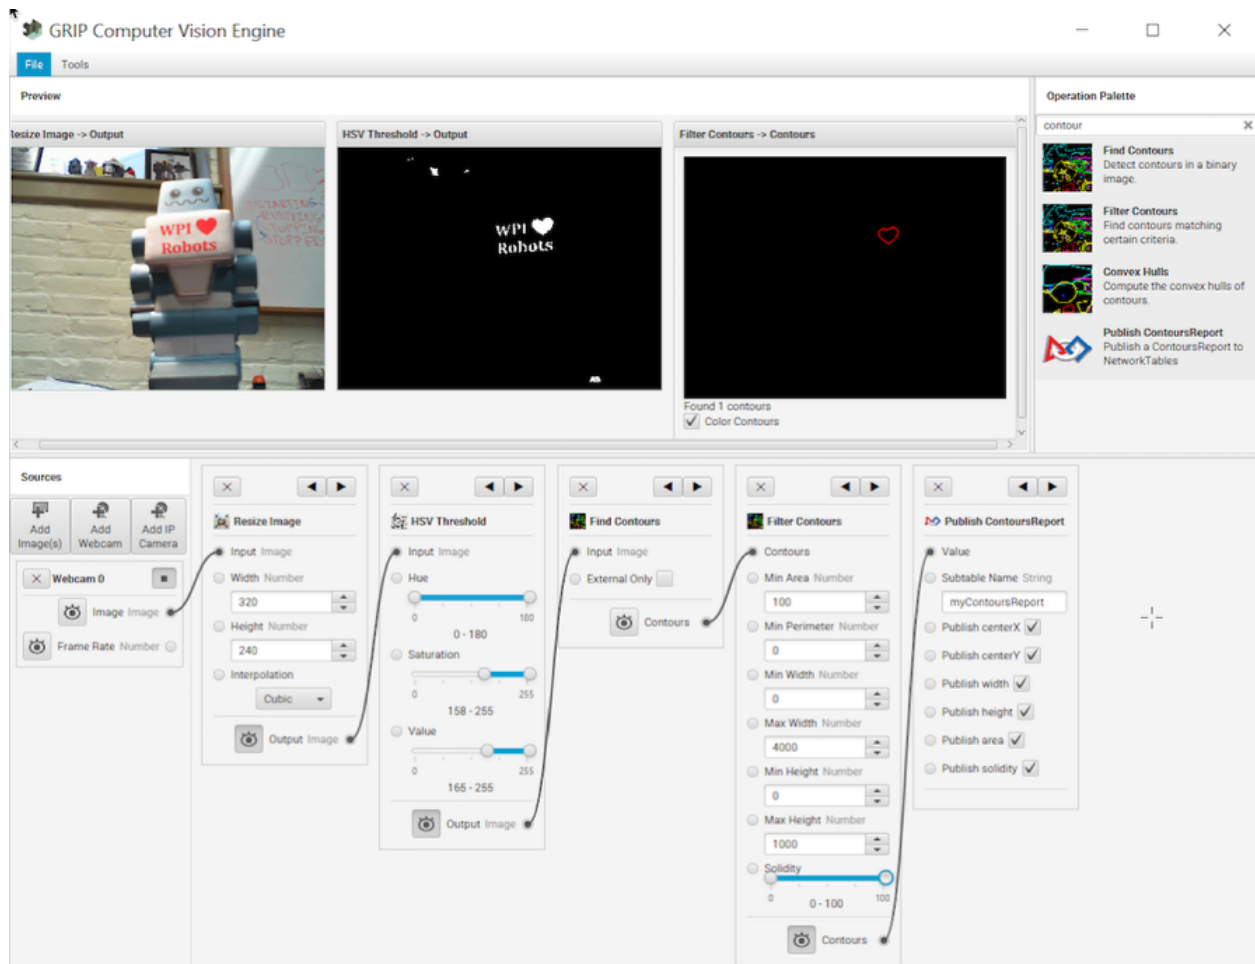 GRIP Computer Vision Engine
File Tools
Preview
Resize Image -> Output
HSV Threshold -> Output
Filter Contours -> Contours
WPI
Robots
STARTING
RUNNING
STOPPING
STOPPED
WPI
Robots
Found 1 contours
Color Contours
Operation Palette
contour
Find Contours
Detect contours in a binary
image.
Filter Contours
Find contours matching
certain criteria.
Convex Hulls
Compute the convex hulls of
contours.
Publish ContoursReport
Publish a ContoursReport to
NetworkTables
Sources
Add Image(s)
Add Webcam
Add IP Camera
Webcam 0
Image Image
Frame Rate Number
Resize Image
Input Image
Width Number
320
Height Number
240
Interpolation
Cubic
Output Image
HSV Threshold
Input Image
Hue
0 180
0 - 180
Saturation
0 255
158 - 255
Value
0 255
165 - 255
Output Image
Find Contours
Input Image
External Only
Contours
Filter Contours
Contours
Min Area Number
100
Min Perimeter Number
0
Min Width Number
0
Max Width Number
4000
Min Height Number
0
Max Height Number
1000
Solidity
0 100
0 - 100
Contours
Publish ContoursReport
Value
Subtable Name String
myContoursReport
Publish centerX
Publish centerY
Publish width
Publish height
Publish area
Publish solidity